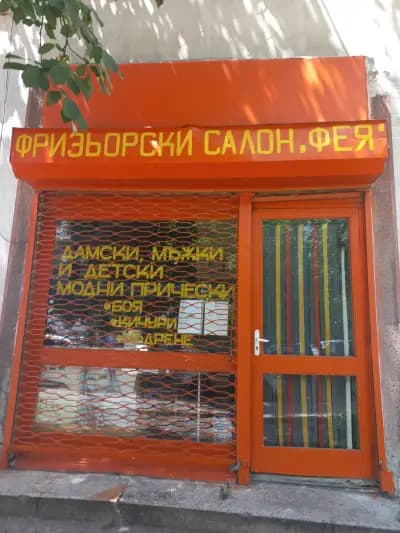 ФРИЗЬОРСКИ САЛОН "ФЕЯ"
ДАМСКИ, МЪЖКИ
И ДЕТСКИ
МОДНИ ПРИЧЕСКИ
•БОЯ
•КИЧУРИ
•КЪДРЕНЕ